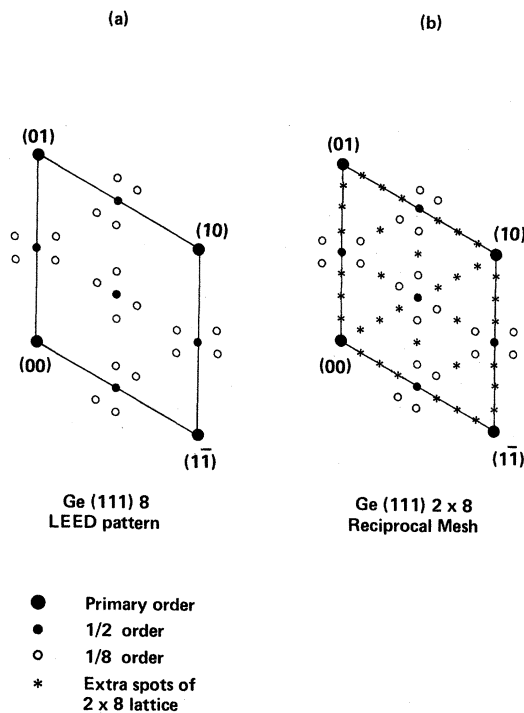 (a)
(b)
(01)
(10)
(00)
(11̅)
(01)
(10)
(00)
(11̅)
Ge (111) 8
LEED pattern
Ge (111) 2 x 8
Reciprocal Mesh
Primary order
1/2 order
1/8 order
* Extra spots of
2 x 8 lattice